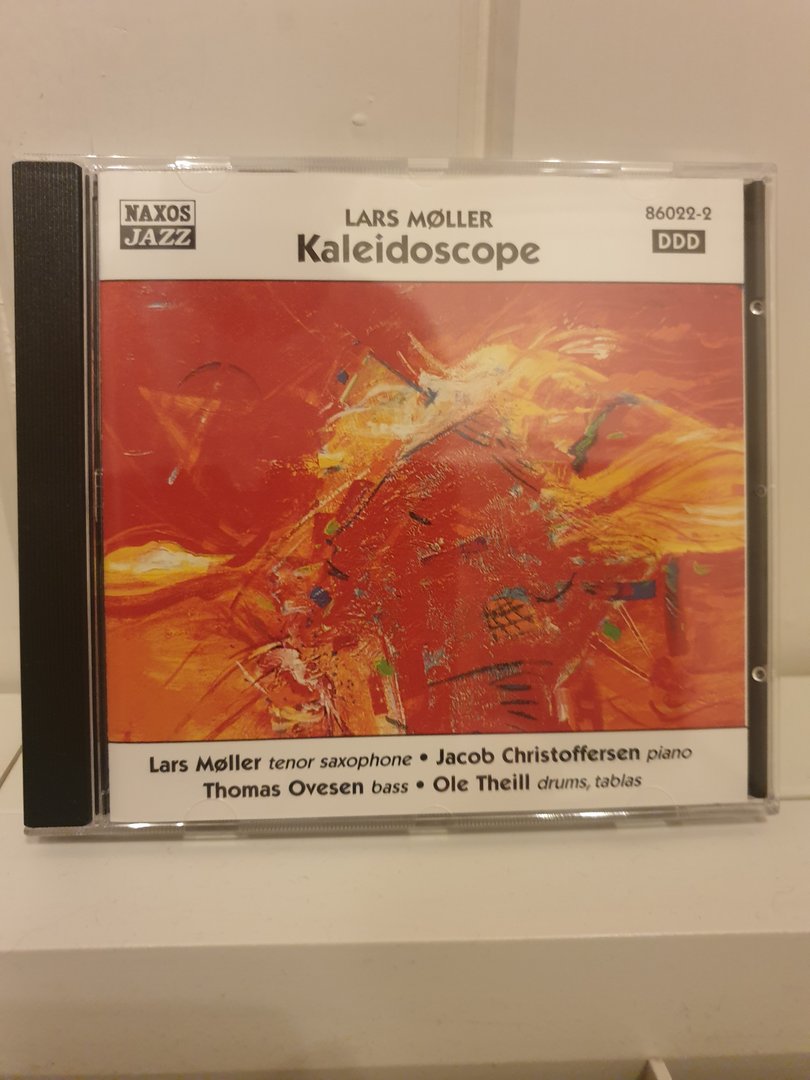 NAXOS
JAZZ
LARS MØLLER
Kaleidoscope
86022-2
DDD
Lars Møller tenor saxophone • Jacob Christoffersen piano
Thomas Ovesen bass • Ole Theill drums, tablas